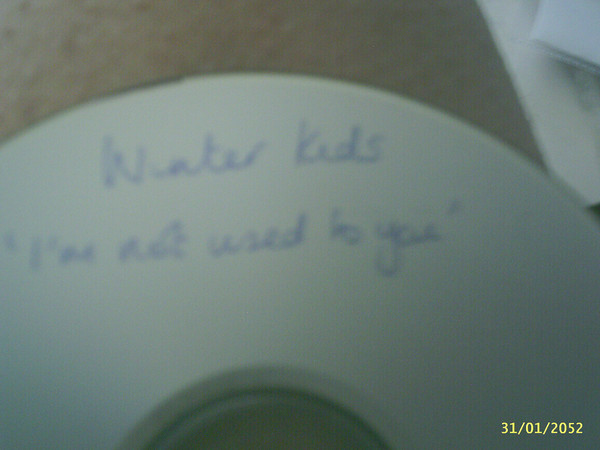 Winter Kids
"I'm not used to you"
31/01/2052